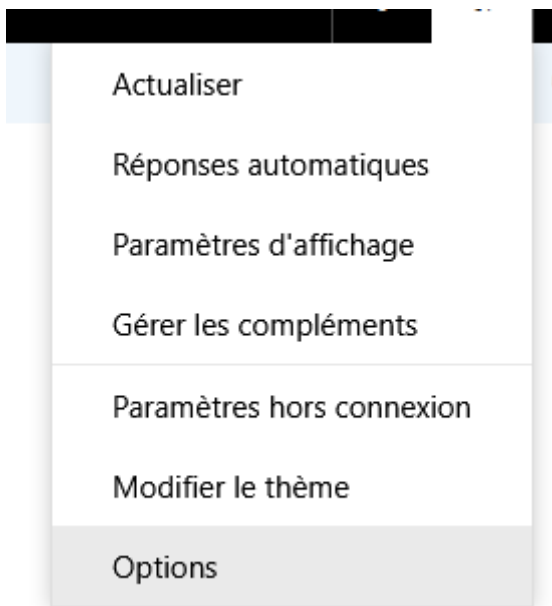 Actualiser
Réponses automatiques
Paramètres d'affichage
Gérer les compléments
Paramètres hors connexion
Modifier le thème
Options